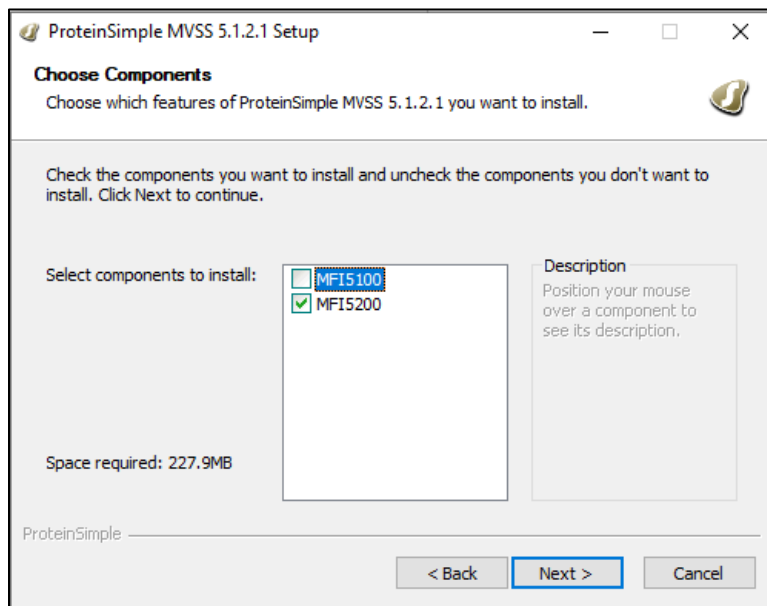 ProteinSimple MVSS 5.1.2.1 Setup
Choose Components
Choose which features of ProteinSimple MVSS 5.1.2.1 you want to install.
Check the components you want to install and uncheck the components you don't want to
install. Click Next to continue.
Select components to install:
MFI5100
MFI5200
Description
Position your mouse
over a component to
see its description.
Space required: 227.9MB
ProteinSimple
< Back
Next >
Cancel